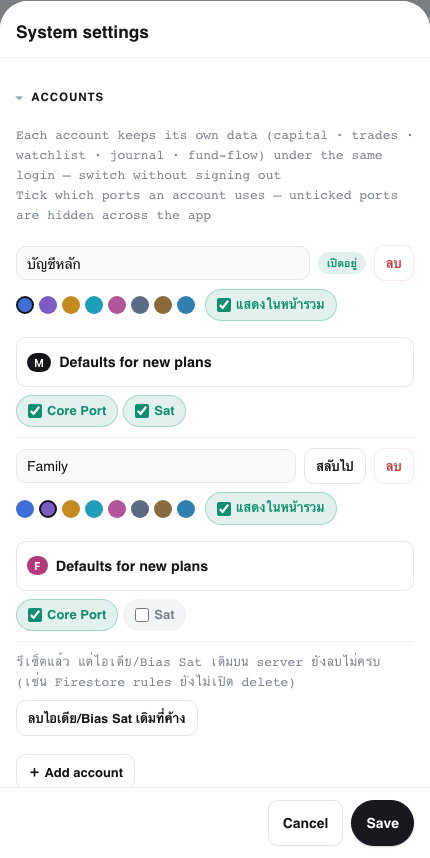 System settings
ACCOUNTS
Each account keeps its own data (capital · trades ·
watchlist · journal · fund-flow) under the same
login — switch without signing out
Tick which ports an account uses — unticked ports
are hidden across the app
บัญชีหลัก
เปิดอยู่
ลบ
แสดงในหน้ารวม
M Defaults for new plans
Core Port
Sat
Family
สลับไป
ลบ
แสดงในหน้ารวม
F Defaults for new plans
Core Port
Sat
รีเซ็ตแล้ว แต่ไอเดีย/Bias Sat เดิมบน server ยังลบไม่ครบ
(เช่น Firestore rules ยังไม่เปิด delete)
ลบไอเดีย/Bias Sat เดิมที่ค้าง
+ Add account
Cancel
Save